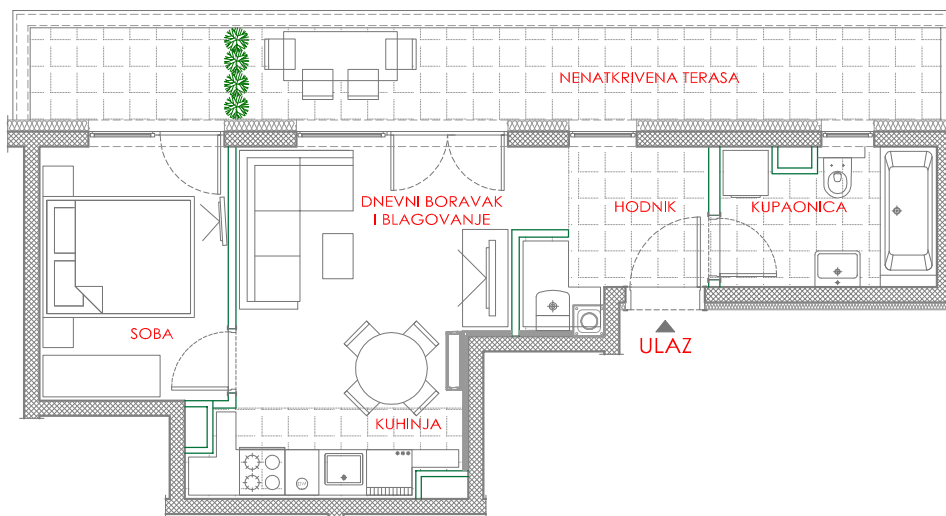 NENATKRIVENA TERASA
DNEVNI BORAVAK
I BLAGOVANJE
HODNIK
KUPAONICA
SOBA
ULAZ
KUHINJA